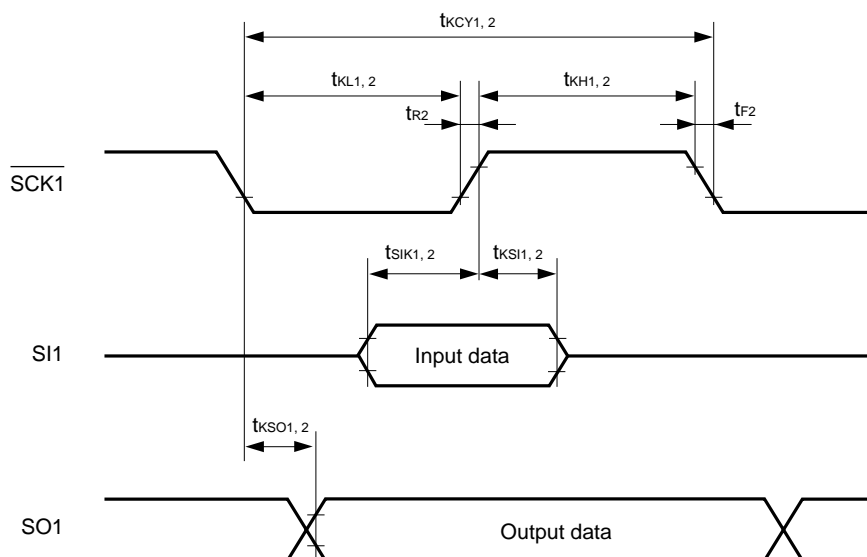 tKCY1, 2
tKL1, 2
tKH1, 2
tR2
tF2
SCK1
tSIK1, 2
tKSI1, 2
SI1
Input data
tKSO1, 2
SO1
Output data